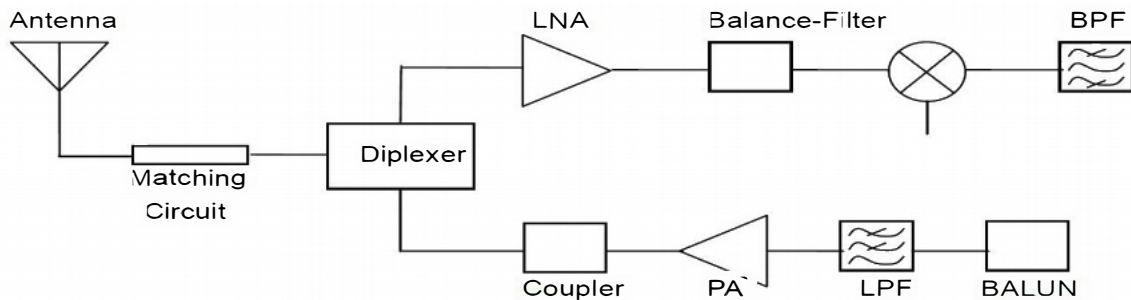 Antenna
LNA
Balance-Filter
BPF
Diplexer
Matching
Circuit
Coupler
PA
LPF
BALUN